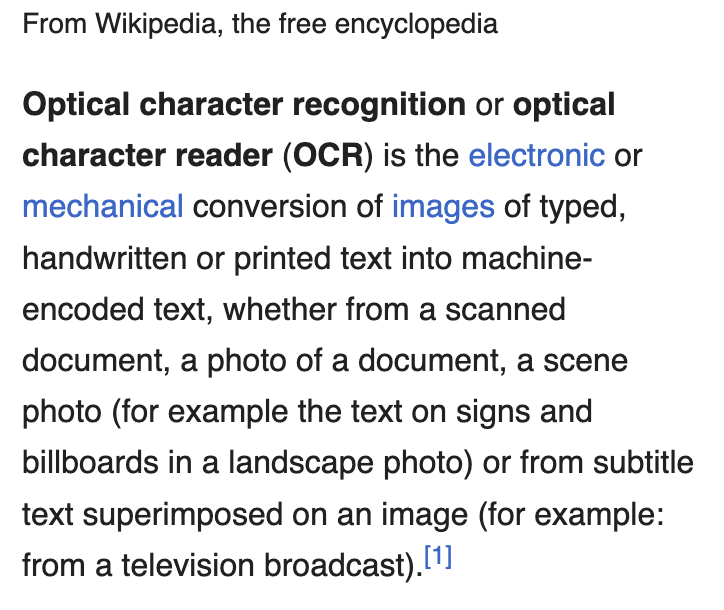 From Wikipedia, the free encyclopedia
Optical character recognition or optical
character reader (OCR) is the electronic or
mechanical conversion of images of typed,
handwritten or printed text into machine-
encoded text, whether from a scanned
document, a photo of a document, a scene
photo (for example the text on signs and
billboards in a landscape photo) or from subtitle
text superimposed on an image (for example:
from a television broadcast).[1]